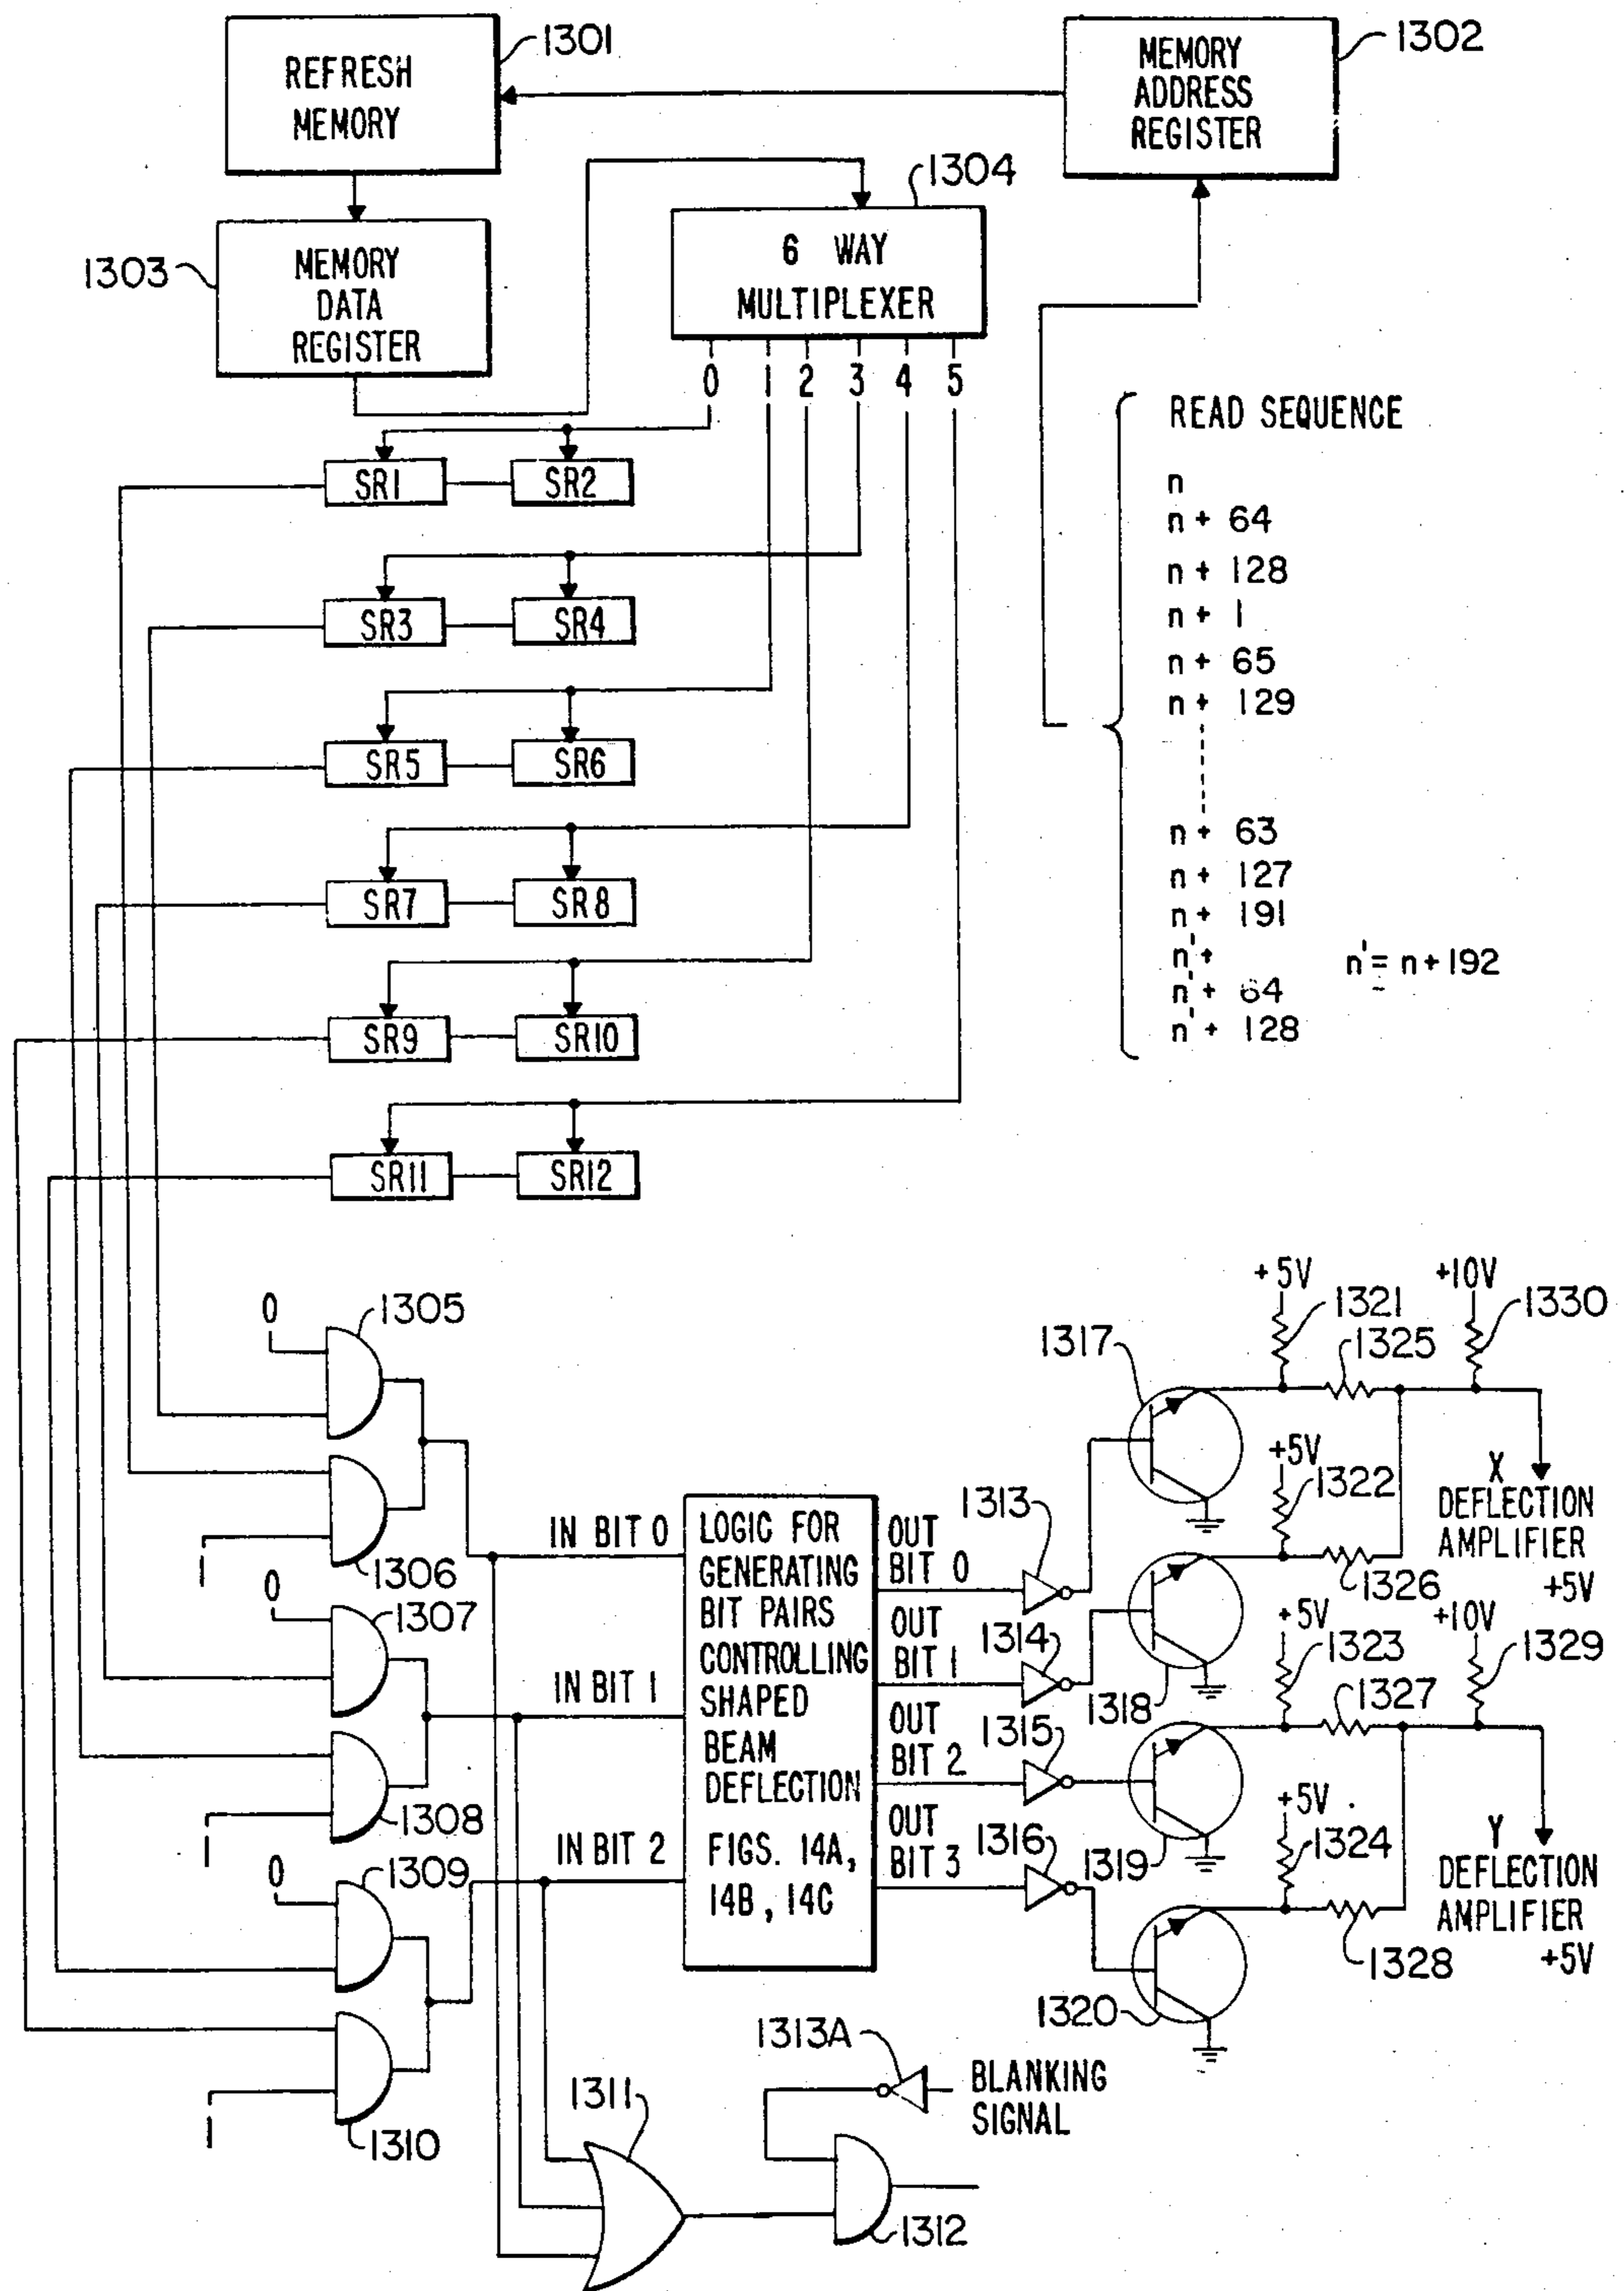 REFRESH
MEMORY
1301
MEMORY
ADDRESS
REGISTER
1302
1303
MEMORY
DATA
REGISTER
1304
6 WAY
MULTIPLEXER
0 1 2 3 4 5
READ SEQUENCE
n
n + 64
n + 128
n + 1
n + 65
n + 129
n + 63
n + 127
n + 191
n' +
n' = n + 192
n' + 64
n' + 128
SR1 SR2
SR3 SR4
SR5 SR6
SR7 SR8
SR9 SR10
SR11 SR12
0
1305
1
1306
0
1307
1
1308
0
1309
1
1310
IN BIT 0
IN BIT 1
IN BIT 2
LOGIC FOR
GENERATING
BIT PAIRS
CONTROLLING
SHAPED
BEAM
DEFLECTION
FIGS. 14A,
14B, 14C
OUT
BIT 0
OUT
BIT 1
OUT
BIT 2
OUT
BIT 3
1313
1314
1315
1316
1317
1318
1319
1320
+5V
1321
1325
+10V
1330
+5V
1322
1326
X
DEFLECTION
AMPLIFIER
+5V
+5V
1323
1327
+10V
1329
+5V
1324
1328
Y
DEFLECTION
AMPLIFIER
+5V
1311
1313A
BLANKING
SIGNAL
1312